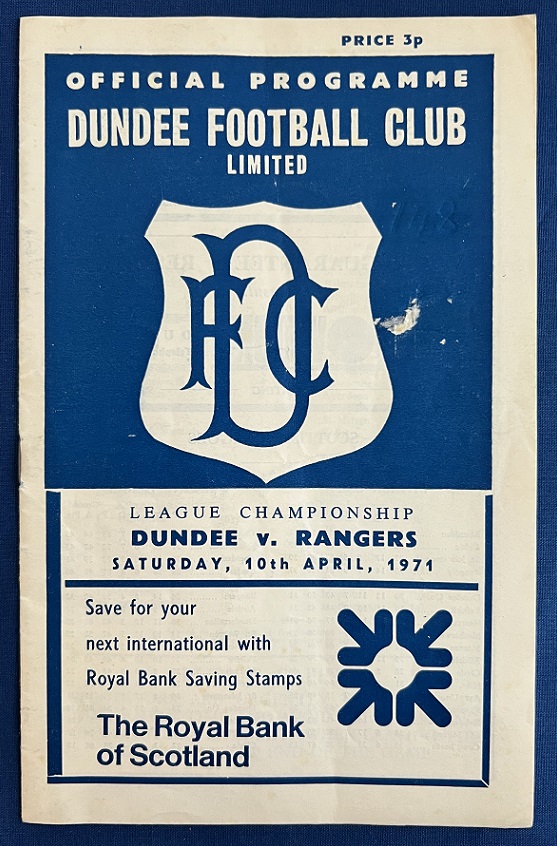 PRICE 3p
OFFICIAL PROGRAMME
DUNDEE FOOTBALL CLUB
LIMITED
DFC
LEAGUE CHAMPIONSHIP
DUNDEE v. RANGERS
SATURDAY, 10th APRIL, 1971
Save for your
next international with
Royal Bank Saving Stamps
The Royal Bank
of Scotland